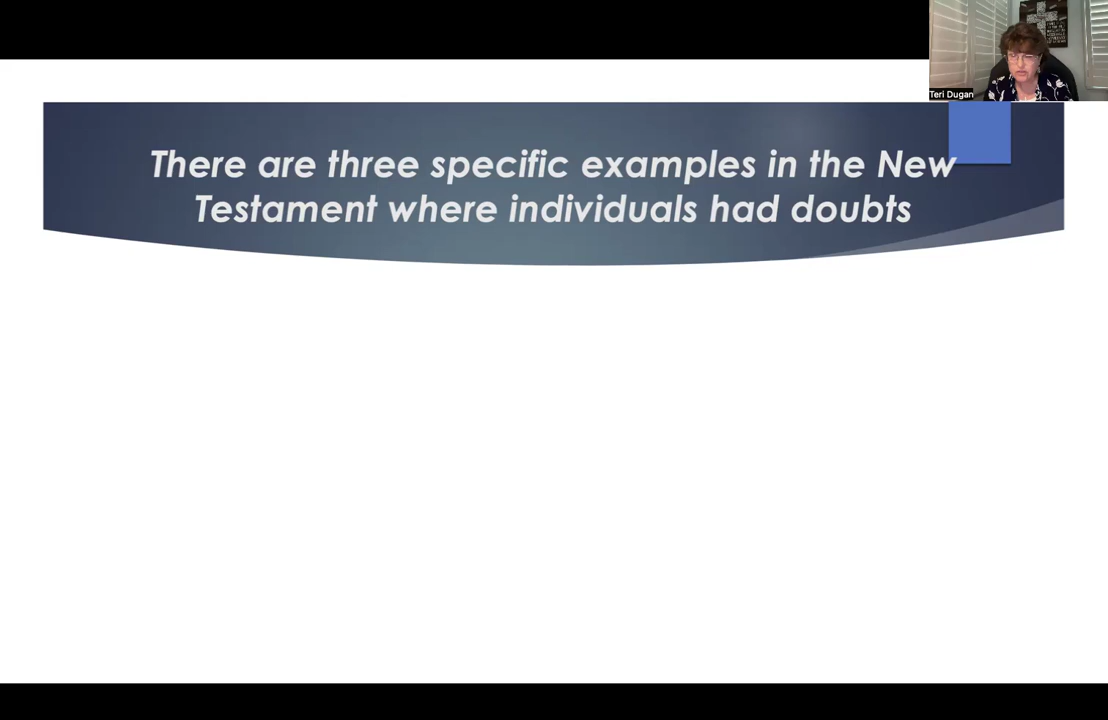 Teri Dugan
There are three specific examples in the New
Testament where individuals had doubts